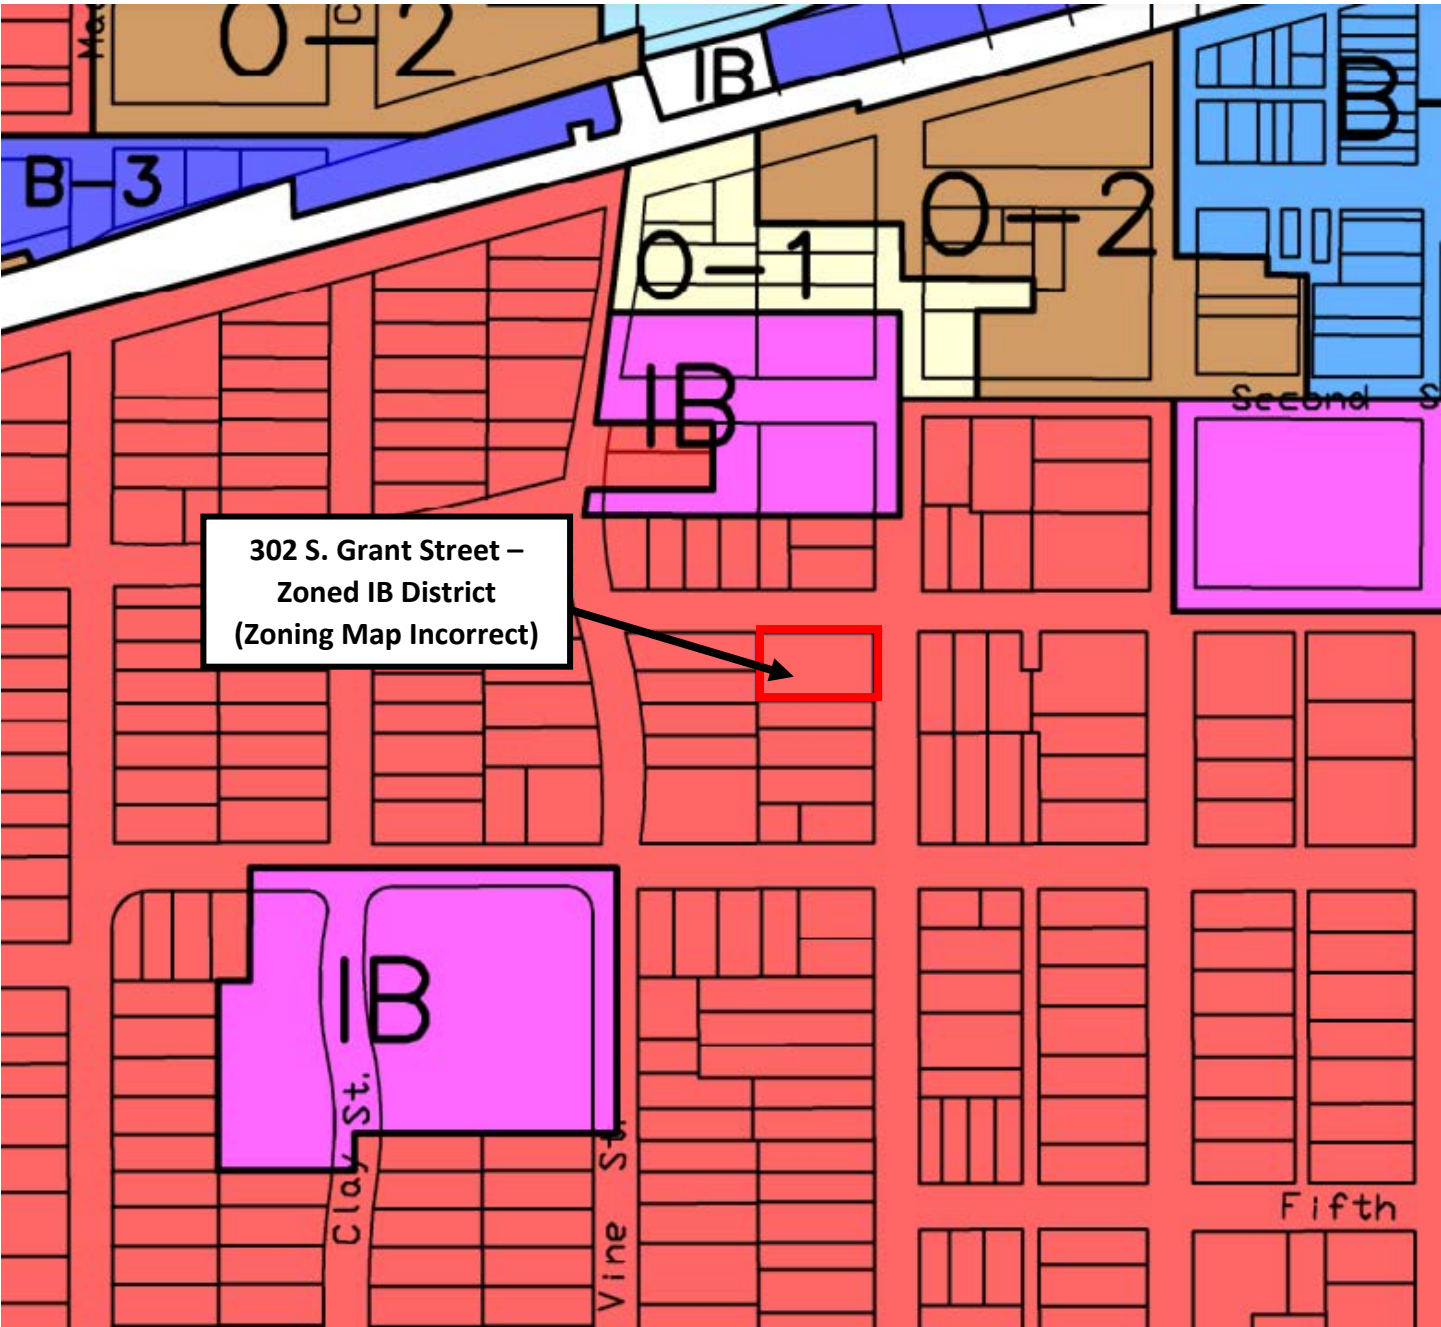 O-2
IB
B-
B-3
O-2
O-1
IB
Second
S
302 S. Grant Street –
Zoned IB District
(Zoning Map Incorrect)
IB
Clay St.
Vine St.
Fifth